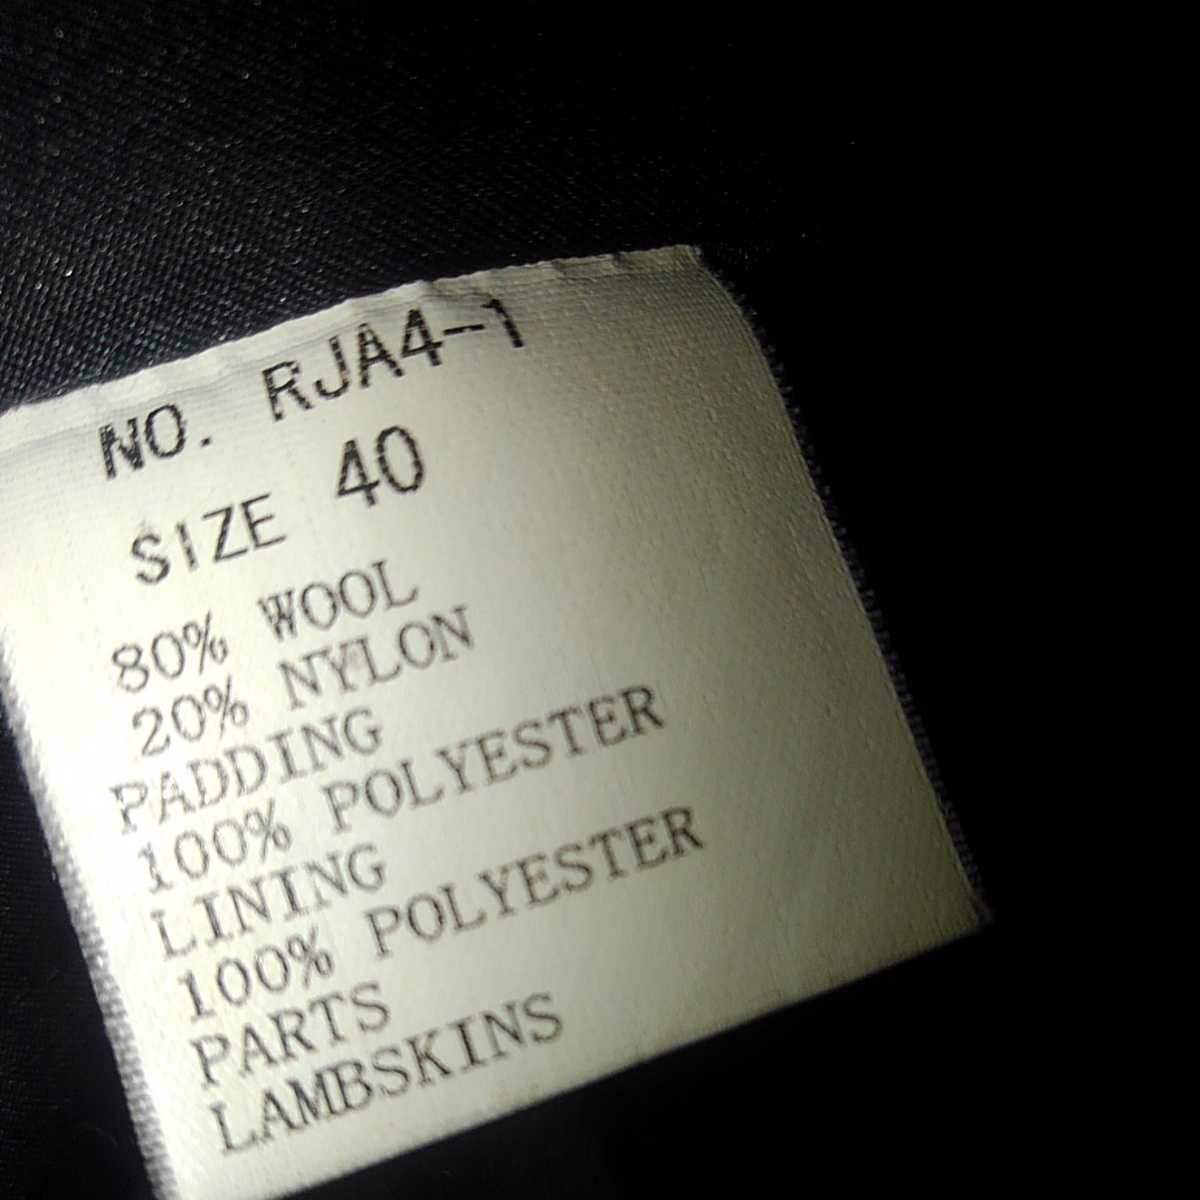 NO. RJA4-1
SIZE 40
80% WOOL
20% NYLON
PADDING
100% POLYESTER
LINING
100% POLYESTER
PARTS
LAMBSKINS